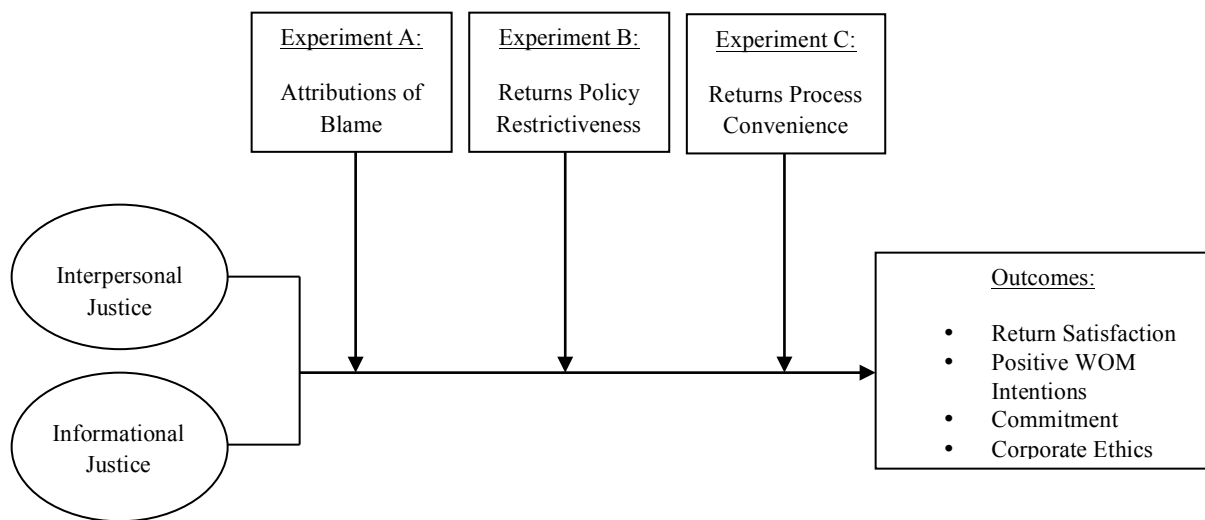 Experiment A:
Attributions of
Blame
Experiment B:
Returns Policy
Restrictiveness
Experiment C:
Returns Process
Convenience
Interpersonal
Justice
Informational
Justice
Outcomes:
• Return Satisfaction
• Positive WOM
Intentions
• Commitment
• Corporate Ethics